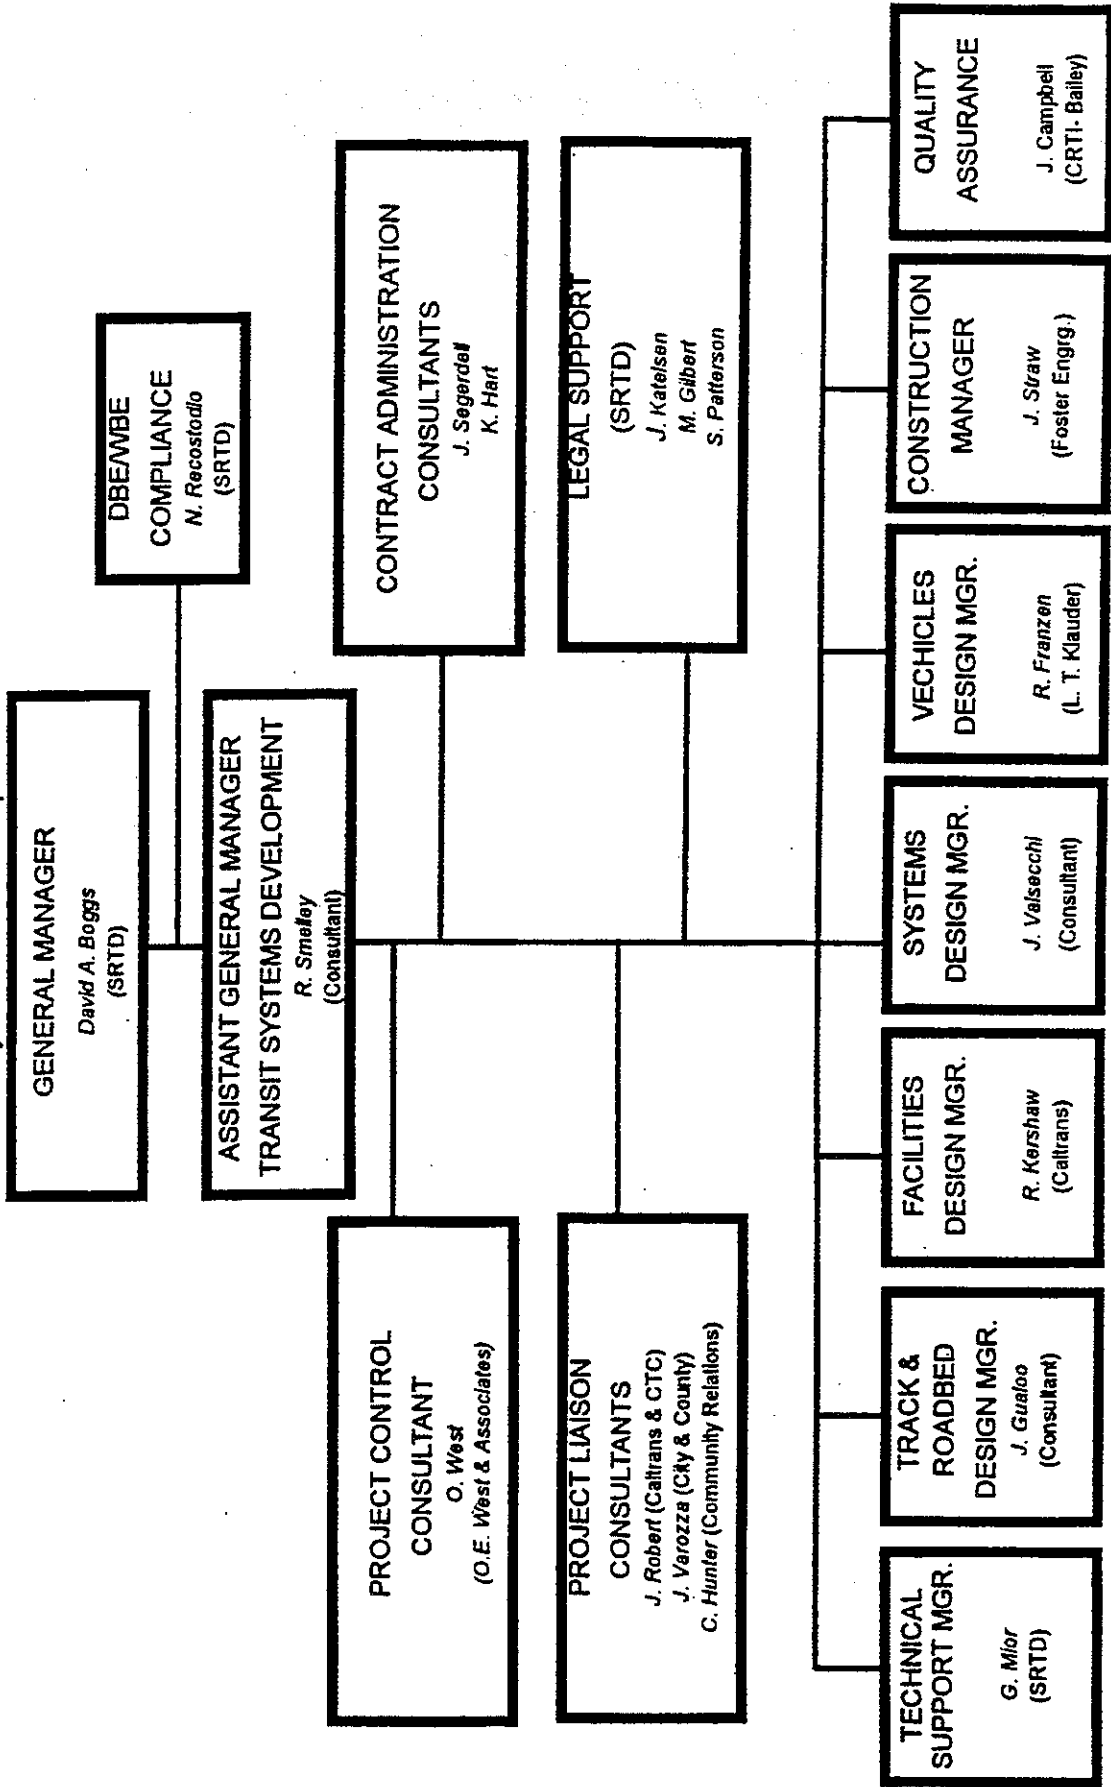 GENERAL MANAGER
David A. Boggs
(SRTD)
DBE/WBE
COMPLIANCE
N. Recostodio
(SRTD)
ASSISTANT GENERAL MANAGER
TRANSIT SYSTEMS DEVELOPMENT
R. Smelley
(Consultant)
PROJECT CONTROL
CONSULTANT
O. West
(O.E. West & Associates)
CONTRACT ADMINISTRATION
CONSULTANTS
J. Segerdell
K. Hart
PROJECT LIAISON
CONSULTANTS
J. Robert (Caltrans & CTC)
J. Varozza (City & County)
C. Hunter (Community Relations)
LEGAL SUPPORT
(SRTD)
J. Katelsen
M. Gilbert
S. Patterson
TECHNICAL
SUPPORT MGR.
G. Mior
(SRTD)
TRACK &
ROADBED
DESIGN MGR.
J. Gualoo
(Consultant)
FACILITIES
DESIGN MGR.
R. Kershaw
(Caltrans)
SYSTEMS
DESIGN MGR.
J. Valsecchi
(Consultant)
VECHICLES
DESIGN MGR.
R. Franzen
(L. T. Klauder)
CONSTRUCTION
MANAGER
J. Straw
(Foster Engrg.)
QUALITY
ASSURANCE
J. Campbell
(CRTI- Bailey)